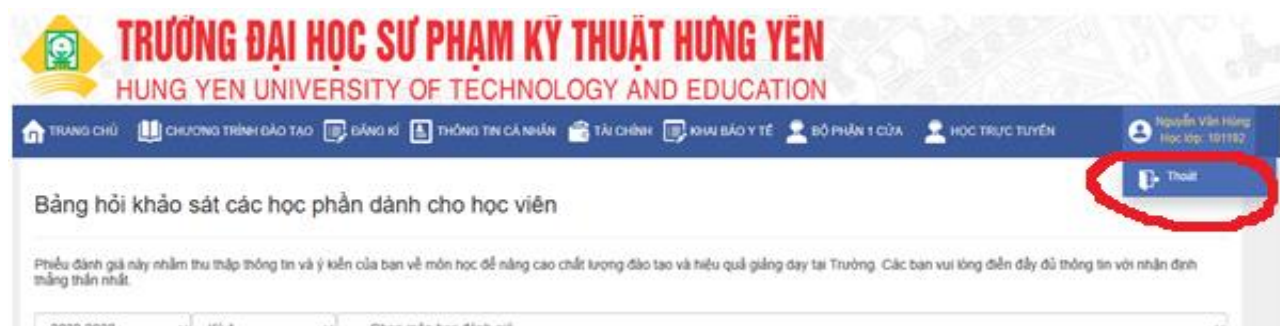 TRƯỜNG ĐẠI HỌC SƯ PHẠM KỸ THUẬT HƯNG YÊN
HUNG YEN UNIVERSITY OF TECHNOLOGY AND EDUCATION
TRANG CHỦ CHƯƠNG TRÌNH ĐÀO TẠO ĐĂNG KÍ THÔNG TIN CÁ NHÂN TÀI CHÍNH KHAI BÁO Y TẾ BỘ PHẬN 1 CỬA HỌC TRỰC TUYẾN Nguyễn Văn Hùng
Học lớp: 101192
Thoát
Bảng hỏi khảo sát các học phần dành cho học viên
Phiếu đánh giá này nhằm thu thập thông tin và ý kiến của bạn về môn học để nâng cao chất lượng đào tạo và hiệu quả giảng dạy tại Trường. Các bạn vui lòng điền đầy đủ thông tin với nhận định
thẳng thắn nhất.